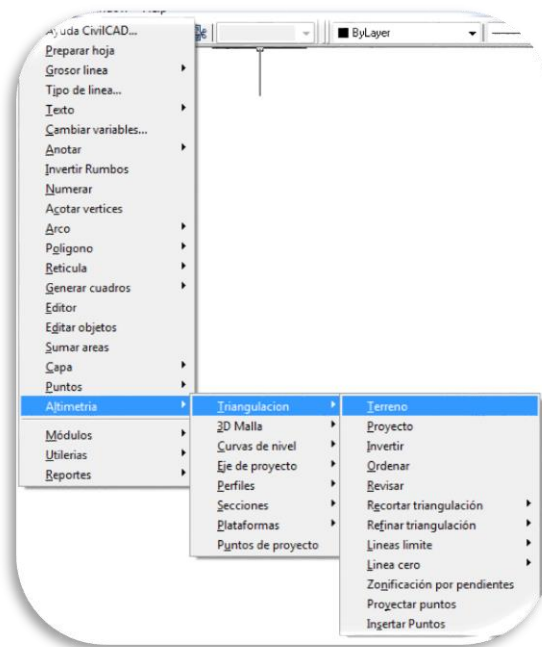 Ayuda CivilCAD...
ByLayer
Preparar hoja
Grosor linea
Tipo de linea...
Texto
Cambiar variables...
Anotar
Invertir Rumbos
Numerar
Acotar vertices
Arco
Poligono
Reticula
Generar cuadros
Editor
Editar objetos
Sumar areas
Capa
Puntos
Altimetria
Módulos
Utilerias
Reportes
Triangulacion
3D Malla
Curvas de nivel
Eje de proyecto
Perfiles
Secciones
Plataformas
Puntos de proyecto
Terreno
Proyecto
Invertir
Ordenar
Revisar
Recortar triangulación
Refinar triangulación
Lineas limite
Linea cero
Zonificación por pendientes
Proyectar puntos
Insertar Puntos